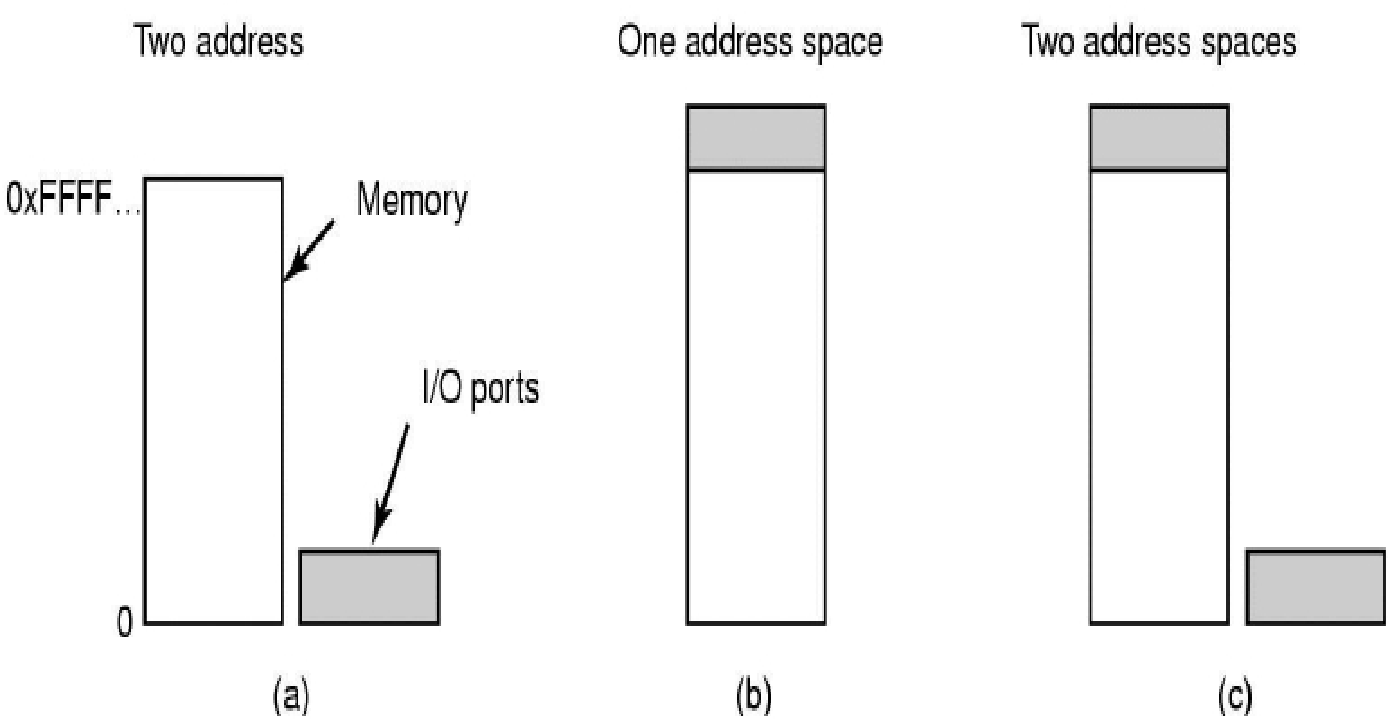 Two address
One address space
Two address spaces
0xFFFF...
Memory
I/O ports
0
(a)
(b)
(c)